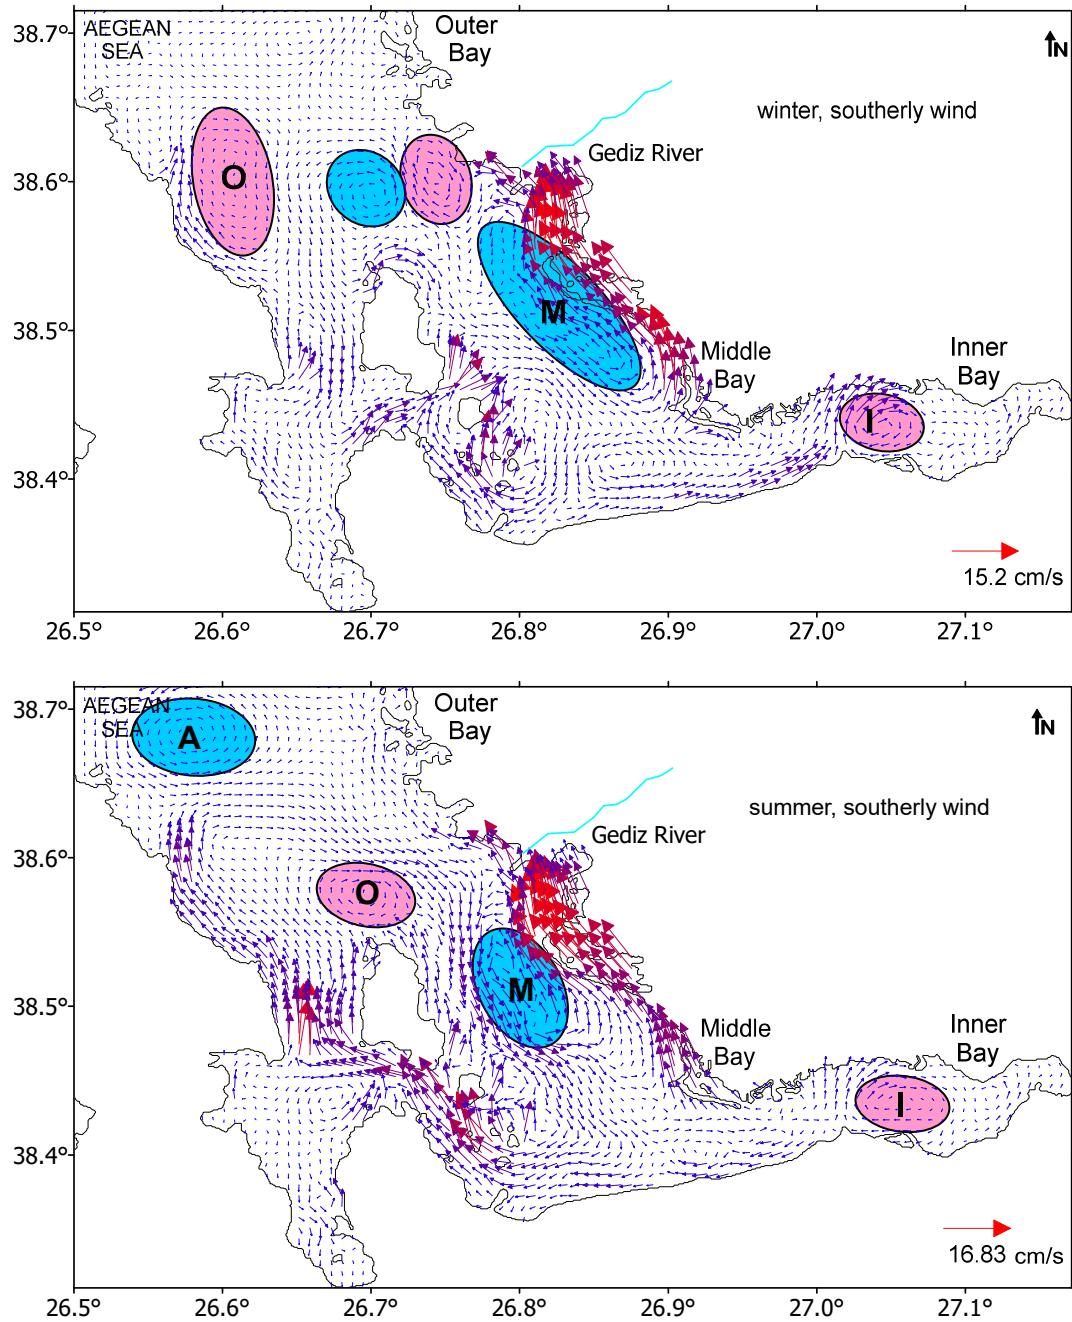 38.7°
AEGEAN
SEA
Outer
Bay
N
winter, southerly wind
Gediz River
38.6°
O
M
38.5°
Middle
Bay
Inner
Bay
I
38.4°
15.2 cm/s
26.5°
26.6°
26.7°
26.8°
26.9°
27.0°
27.1°
38.7°
AEGEAN
SEA
A
Outer
Bay
N
summer, southerly wind
Gediz River
38.6°
O
M
38.5°
Middle
Bay
Inner
Bay
I
38.4°
16.83 cm/s
26.5°
26.6°
26.7°
26.8°
26.9°
27.0°
27.1°